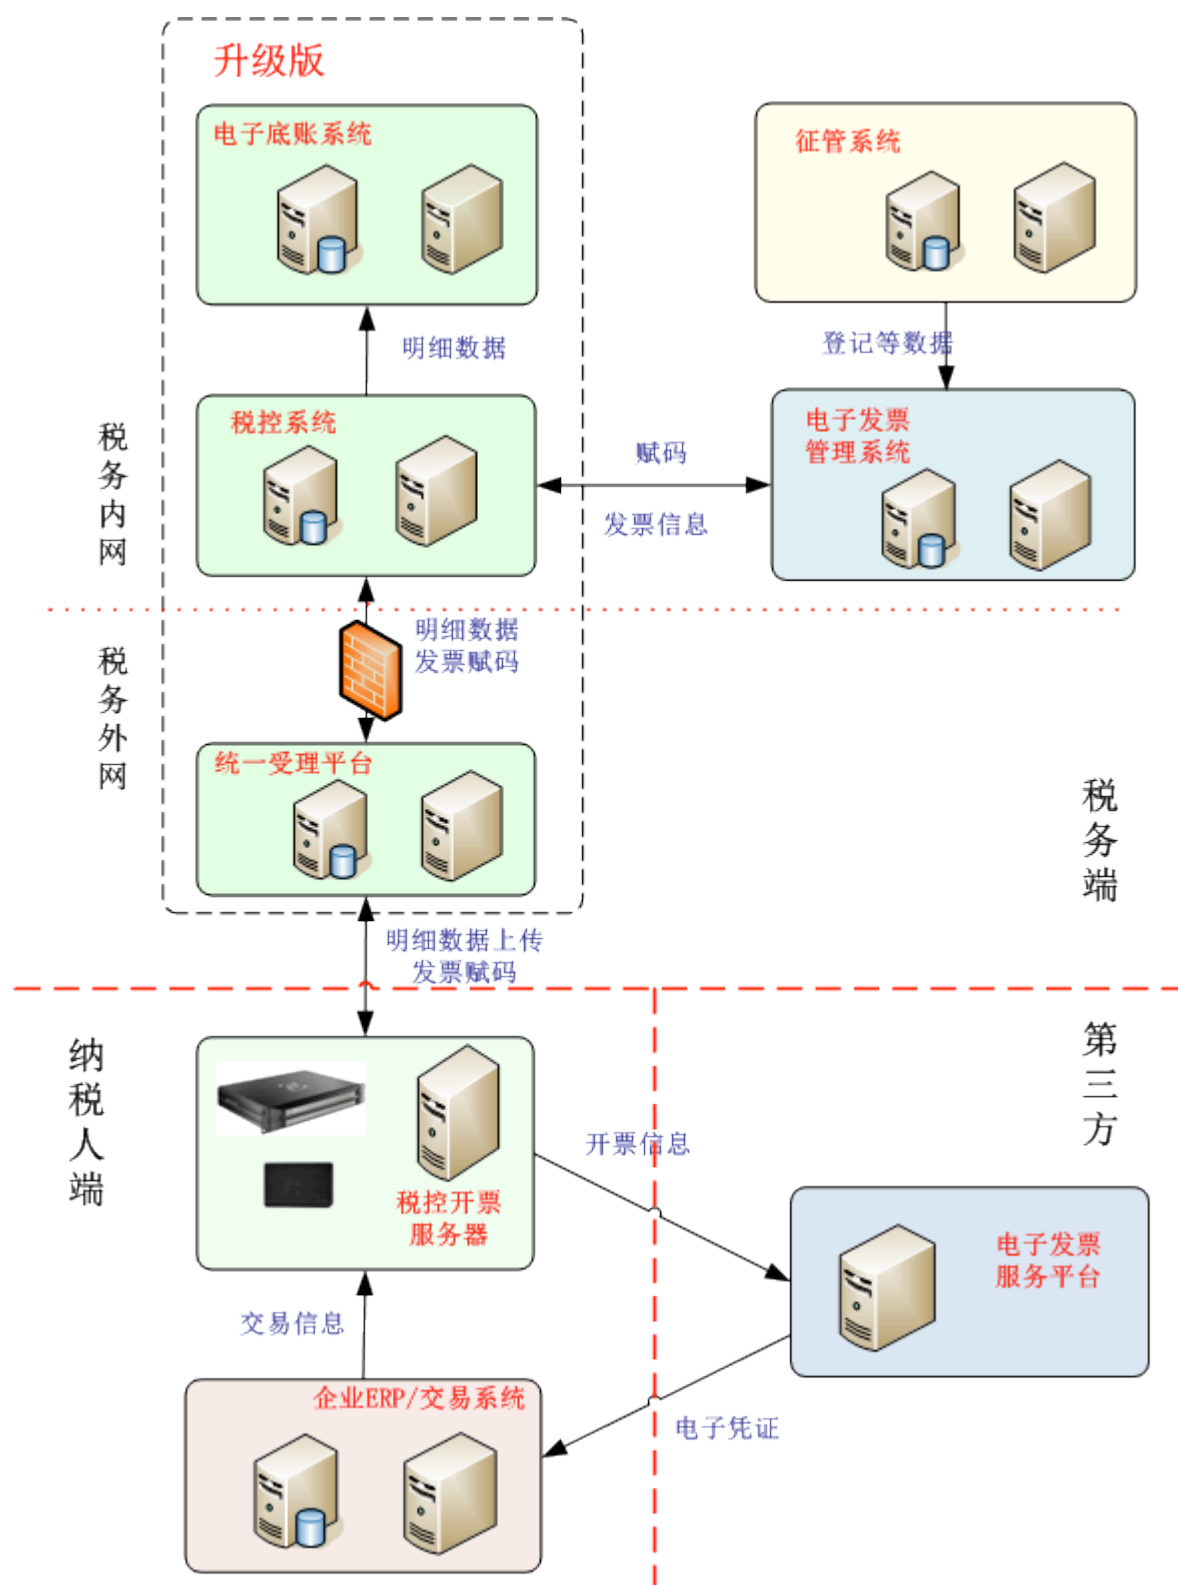 升级版
电子底账系统
征管系统
明细数据
登记等数据
税务内网
税控系统
赋码
发票信息
电子发票
管理系统
明细数据
发票赋码
税务外网
统一受理平台
税务端
明细数据上传
发票赋码
纳税人端
第三方
税控开票
服务器
开票信息
电子发票
服务平台
交易信息
企业ERP/交易系统
电子凭证